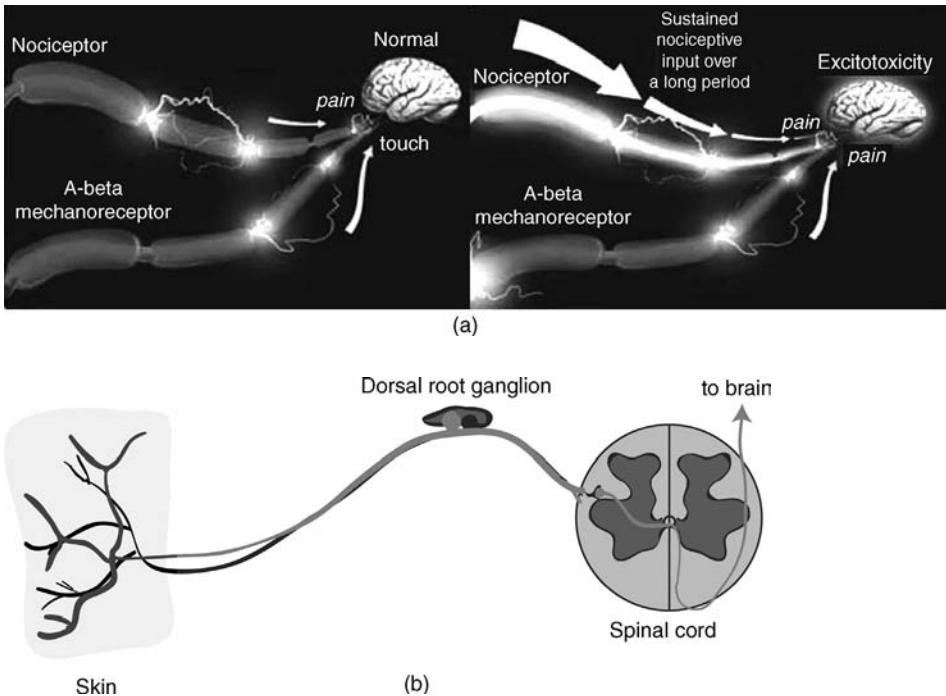 Nociceptor
Normal
pain
touch
A-beta
mechanoreceptor
Sustained
nociceptive
input over
a long period
Nociceptor
Excitotoxicity
pain
pain
A-beta
mechanoreceptor
(a)
Dorsal root ganglion
to brain
Spinal cord
Skin
(b)